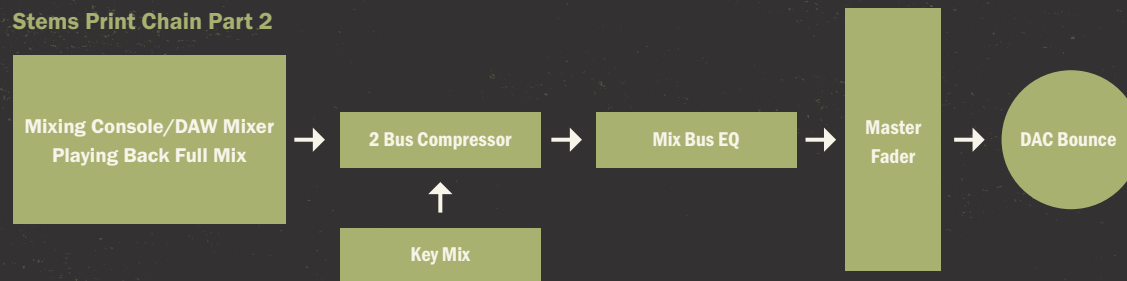 Stems Print Chain Part 2
Mixing Console/DAW Mixer
Playing Back Full Mix
2 Bus Compressor
Mix Bus EQ
Master
Fader
DAC Bounce
Key Mix